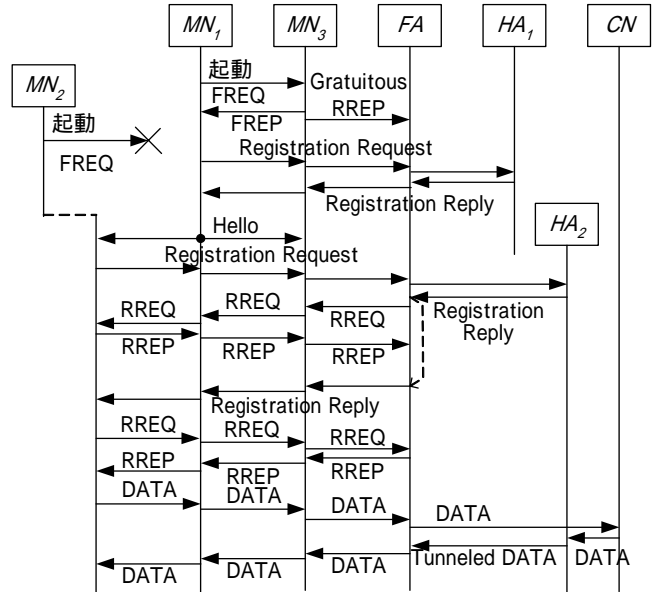 MN1 MN3 FA HA1 CN
MN2
起動
FREQ
Gratuitous
FREP RREP
起動
FREQ
Registration Request
Registration Reply
HA2
Hello
Registration Request
RREQ RREQ RREQ
Registration
Reply
RREP RREP RREP
Registration Reply
RREQ RREQ RREQ
RREP RREP RREP
DATA DATA DATA DATA
Tunneled DATA DATA
DATA DATA DATA